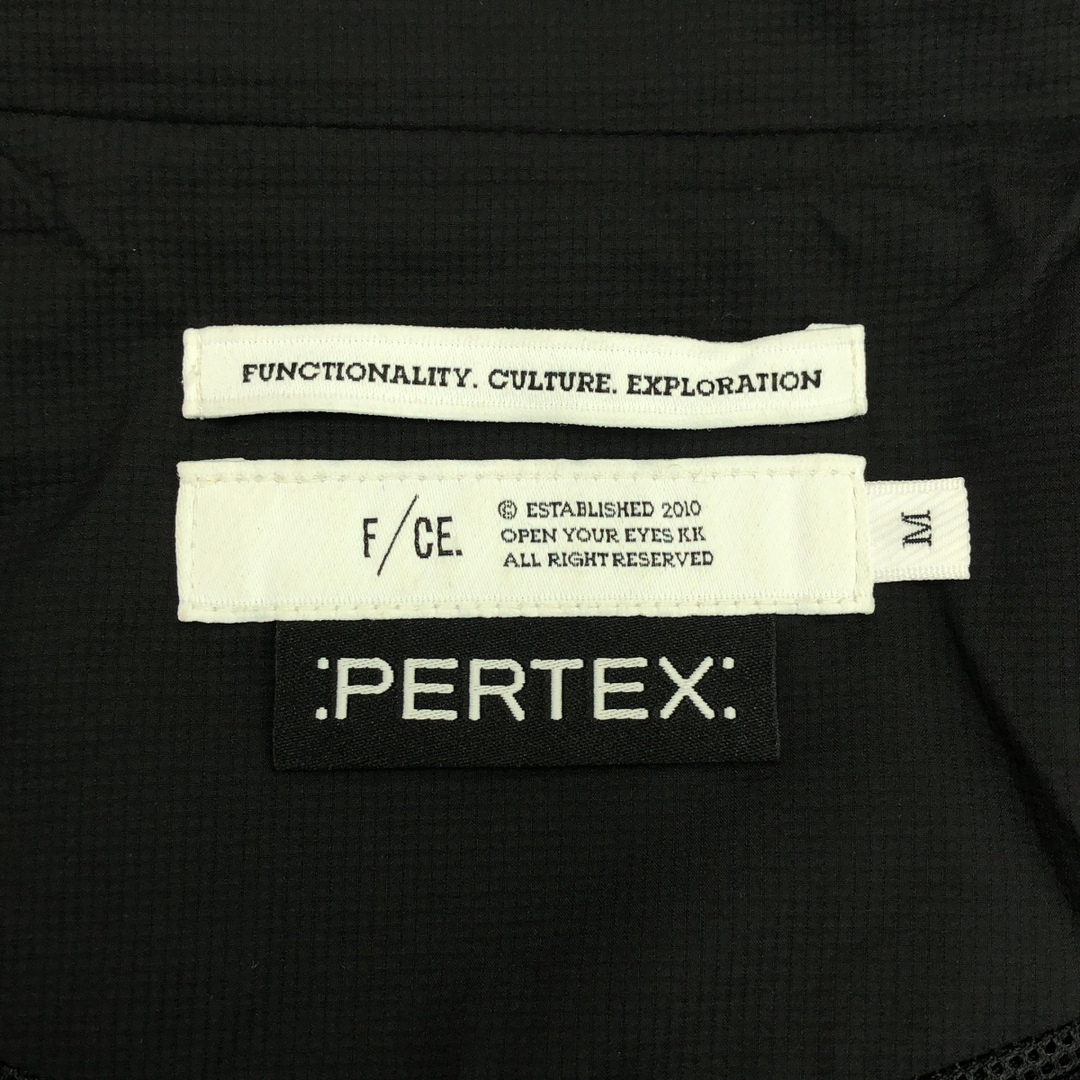 FUNCTIONALITY. CULTURE. EXPLORATION
F/CE.
© ESTABLISHED 2010
OPEN YOUR EYES KK
ALL RIGHT RESERVED
M
:PERTEX: